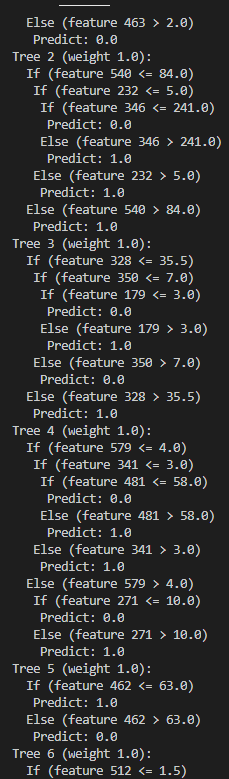 Else (feature 463 > 2.0)
Predict: 0.0
Tree 2 (weight 1.0):
If (feature 540 <= 84.0)
If (feature 232 <= 5.0)
If (feature 346 <= 241.0)
Predict: 0.0
Else (feature 346 > 241.0)
Predict: 1.0
Else (feature 232 > 5.0)
Predict: 1.0
Else (feature 540 > 84.0)
Predict: 1.0
Tree 3 (weight 1.0):
If (feature 328 <= 35.5)
If (feature 350 <= 7.0)
If (feature 179 <= 3.0)
Predict: 0.0
Else (feature 179 > 3.0)
Predict: 1.0
Else (feature 350 > 7.0)
Predict: 0.0
Else (feature 328 > 35.5)
Predict: 1.0
Tree 4 (weight 1.0):
If (feature 579 <= 4.0)
If (feature 341 <= 3.0)
If (feature 481 <= 58.0)
Predict: 0.0
Else (feature 481 > 58.0)
Predict: 1.0
Else (feature 341 > 3.0)
Predict: 1.0
Else (feature 579 > 4.0)
If (feature 271 <= 10.0)
Predict: 0.0
Else (feature 271 > 10.0)
Predict: 1.0
Tree 5 (weight 1.0):
If (feature 462 <= 63.0)
Predict: 1.0
Else (feature 462 > 63.0)
Predict: 0.0
Tree 6 (weight 1.0):
If (feature 512 <= 1.5)